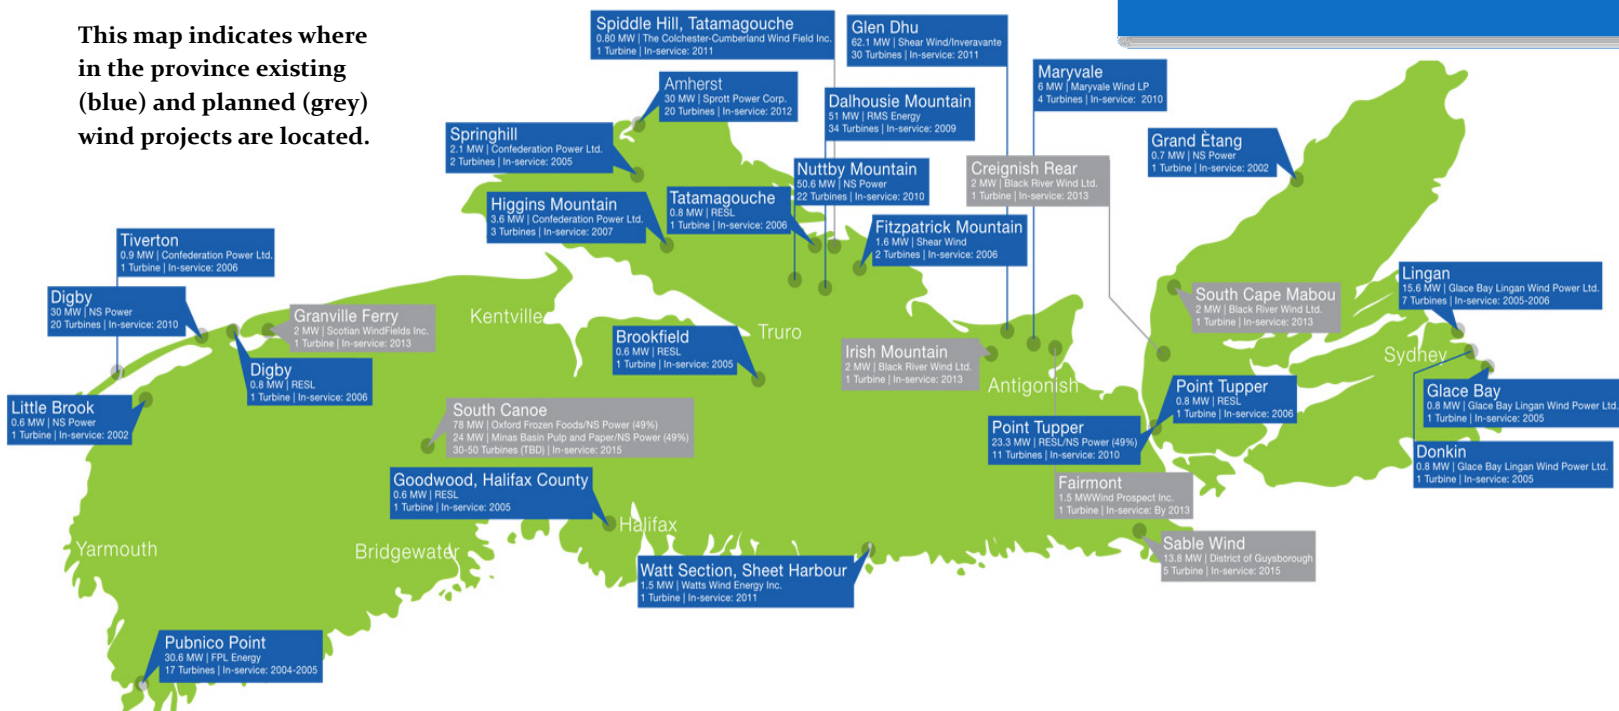 This map indicates where
in the province existing
(blue) and planned (grey)
wind projects are located.
Spiddle Hill, Tatamagouche
0.80 MW | The Colchester-Cumberland Wind Field Inc.
1 Turbine | In-service: 2011
Glen Dhu
62.1 MW | Shear Wind/Inveravante
30 Turbines | In-service: 2011
Amherst
30 MW | Sprott Power Corp.
20 Turbines | In-service: 2012
Maryvale
6 MW | Maryvale Wind LP
4 Turbines | In-service: 2010
Dalhousie Mountain
51 MW | RMS Energy
34 Turbines | In-service: 2009
Springhill
2.1 MW | Confederation Power Ltd.
2 Turbines | In-service: 2005
Grand Ètang
0.7 MW | NS Power
1 Turbine | In-service: 2002
Nuttby Mountain
50.6 MW | NS Power
22 Turbines | In-service: 2010
Creignish Rear
2 MW | Black River Wind Ltd.
1 Turbine | In-service: 2013
Higgins Mountain
3.6 MW | Confederation Power Ltd.
3 Turbines | In-service: 2007
Tatamagouche
0.8 MW | RESL
1 Turbine | In-service: 2006
Fitzpatrick Mountain
1.6 MW | Shear Wind
2 Turbines | In-service: 2006
Tiverton
0.9 MW | Confederation Power Ltd.
1 Turbine | In-service: 2006
Lingan
15.6 MW | Glace Bay Lingan Wind Power Ltd.
7 Turbines | In-service: 2005-2006
Digby
30 MW | NS Power
20 Turbines | In-service: 2010
Granville Ferry
2 MW | Scotian WindFields Inc.
1 Turbine | In-service: 2013
Kentville
South Cape Mabou
2 MW | Black River Wind Ltd.
1 Turbine | In-service: 2013
Truro
Brookfield
0.6 MW | RESL
1 Turbine | In-service: 2005
Irish Mountain
2 MW | Black River Wind Ltd.
1 Turbine | In-service: 2013
Sydney
Digby
0.8 MW | RESL
1 Turbine | In-service: 2006
Antigonish
Point Tupper
0.8 MW | RESL
1 Turbine | In-service: 2006
Glace Bay
0.8 MW | Glace Bay Lingan Wind Power Ltd.
1 Turbine | In-service: 2005
Little Brook
0.6 MW | NS Power
1 Turbine | In-service: 2002
South Canoe
78 MW | Oxford Frozen Foods/NS Power (49%)
24 MW | Minas Basin Pulp and Paper/NS Power (49%)
30-50 Turbines (TBD) | In-service: 2015
Point Tupper
23.3 MW | RESL/NS Power (49%)
11 Turbines | In-service: 2010
Donkin
0.8 MW | Glace Bay Lingan Wind Power Ltd.
1 Turbine | In-service: 2005
Goodwood, Halifax County
0.6 MW | RESL
1 Turbine | In-service: 2005
Fairmont
1.5 MWWind Prospect Inc.
1 Turbine | In-service: By 2013
Halifax
Yarmouth
Bridgewater
Sable Wind
13.8 MW | District of Guysborough
5 Turbine | In-service: 2015
Watt Section, Sheet Harbour
1.5 MW | Watts Wind Energy Inc.
1 Turbine | In-service: 2011
Pubnico Point
30.6 MW | FPL Energy
17 Turbines | In-service: 2004-2005